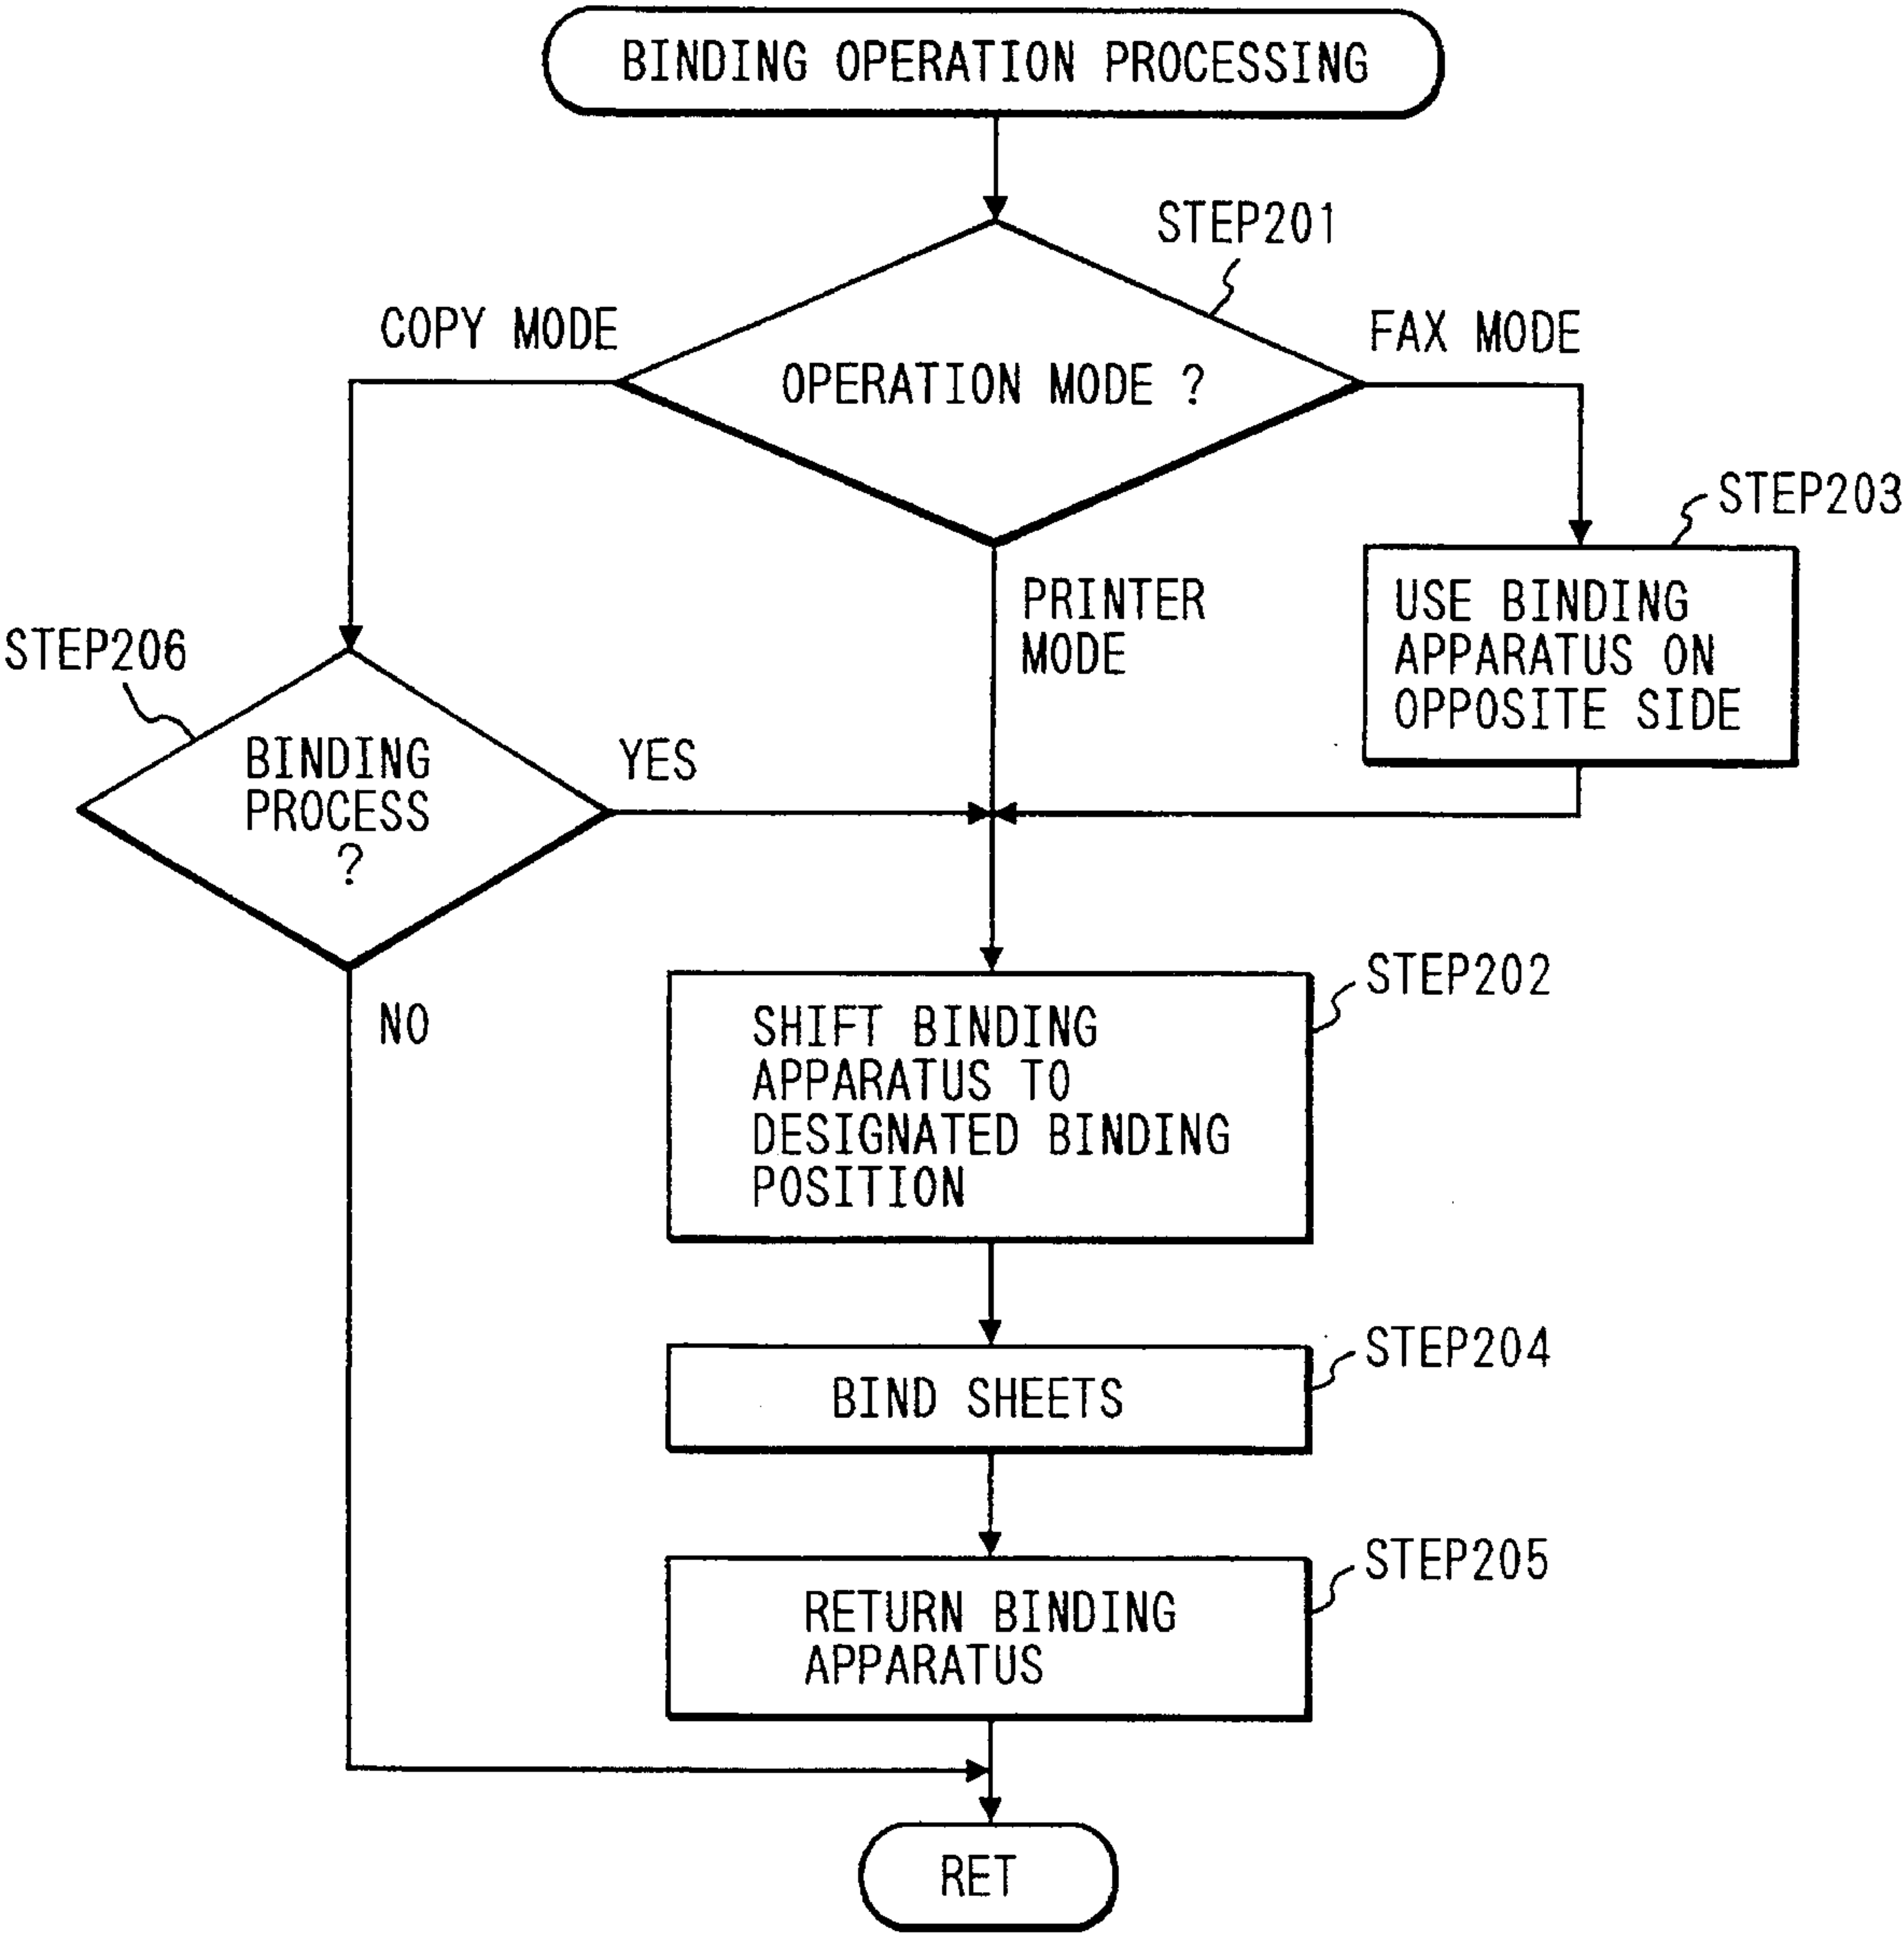 BINDING OPERATION PROCESSING
STEP201
COPY MODE
FAX MODE
OPERATION MODE ?
STEP203
PRINTER
MODE
USE BINDING
APPARATUS ON
OPPOSITE SIDE
STEP206
BINDING
PROCESS
?
YES
NO
STEP202
SHIFT BINDING
APPARATUS TO
DESIGNATED BINDING
POSITION
STEP204
BIND SHEETS
STEP205
RETURN BINDING
APPARATUS
RET